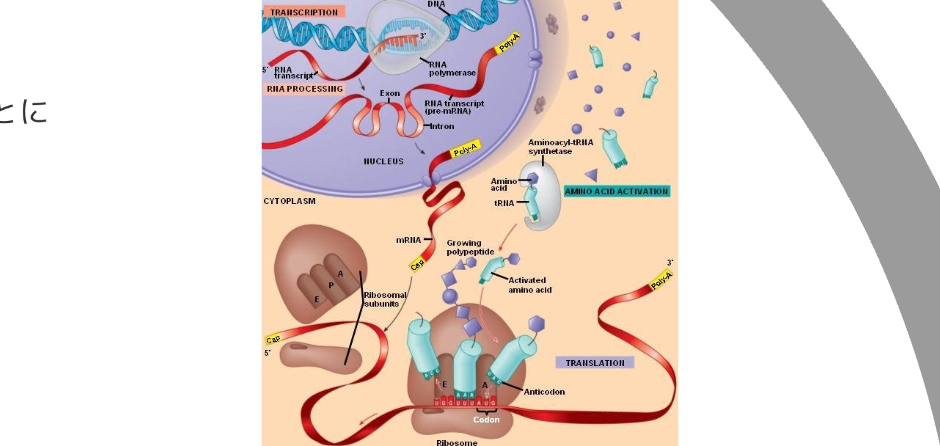 とに
TRANSCRIPTION
DNA
3'
Poly-A
5'
RNA
transcript
RNA
polymerase
RNA PROCESSING
Exon
RNA transcript
(pre-mRNA)
Intron
Aminoacyl-tRNA
synthetase
Poly-A
NUCLEUS
Amino
acid
AMINO ACID ACTIVATION
tRNA
CYTOPLASM
mRNA
Growing
polypeptide
Cap
3'
Poly-A
A
P
E
Activated
amino acid
Ribosomal
subunits
Cap
5'
TRANSLATION
E
A
Anticodon
Codon
Ribosome